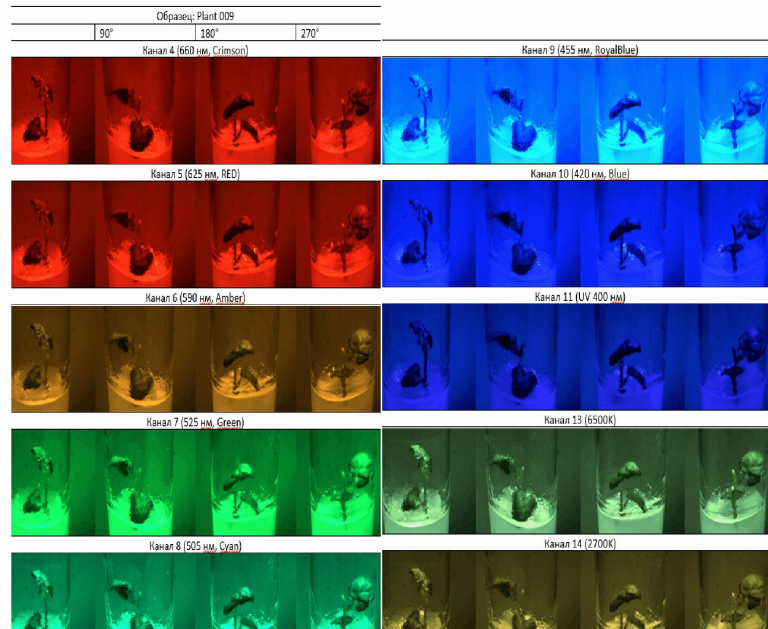 Образец: Plant 009
90° 180° 270°
Канал 4 (660 нм, Crimson)
Канал 5 (625 нм, RED)
Канал 6 (590 нм, Amber)
Канал 7 (525 нм, Green)
Канал 8 (505 нм, Cyan)
Канал 9 (455 нм, RoyalBlue)
Канал 10 (420 нм, Blue)
Канал 11 (UV 400 нм)
Канал 13 (6500K)
Канал 14 (2700K)